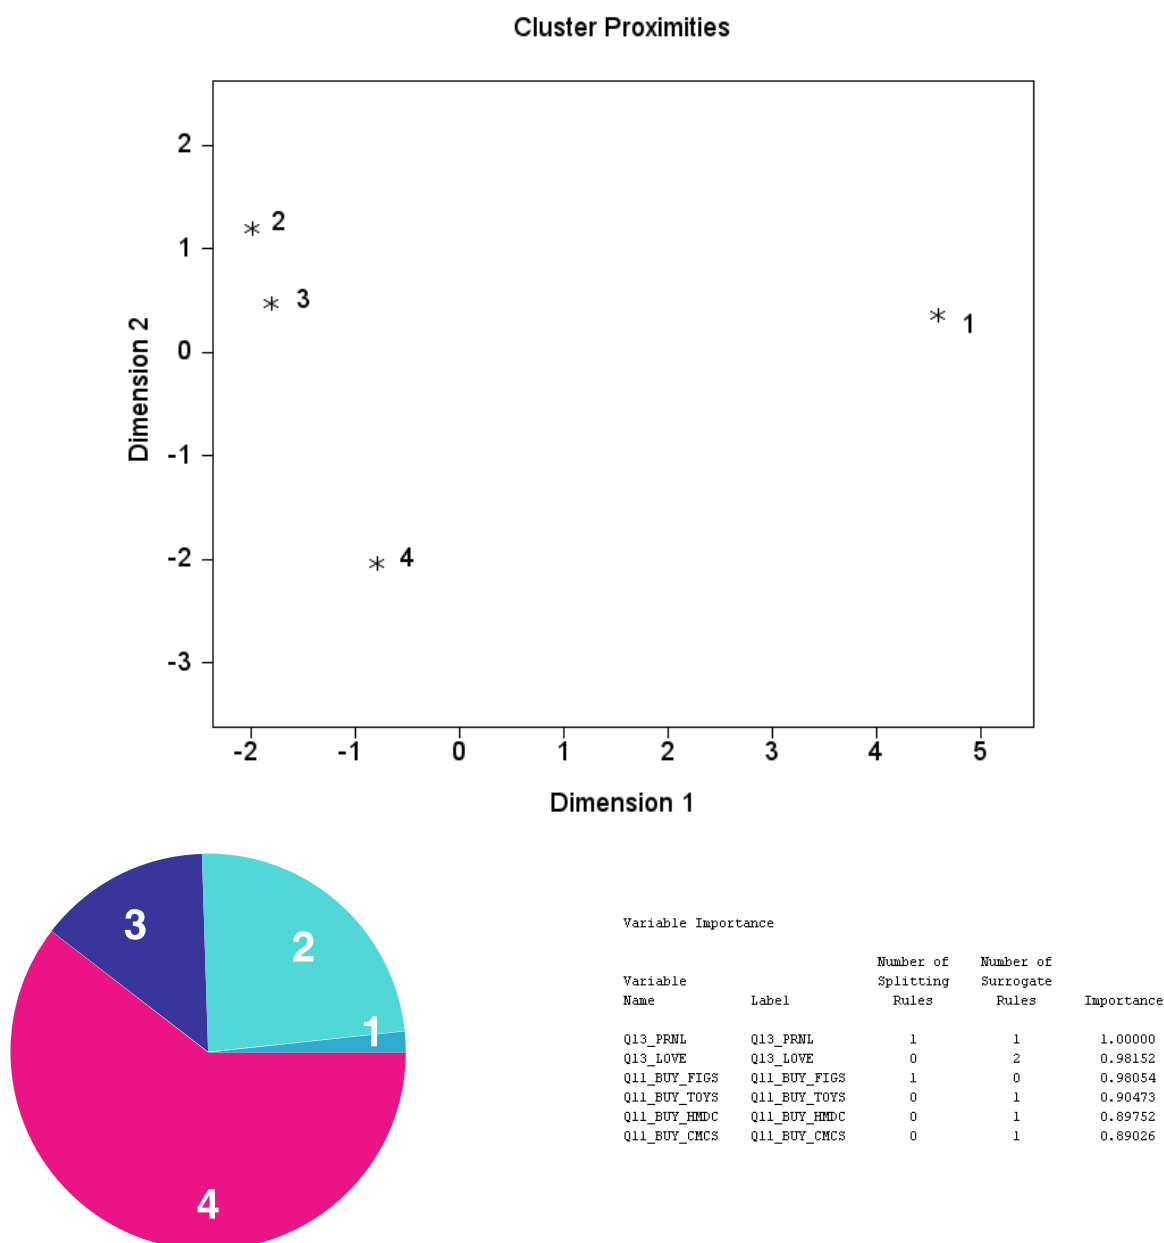 Cluster Proximities
2
1
0
-1
-2
-3
Dimension 2
* 2
* 3
* 1
* 4
-2 -1 0 1 2 3 4 5
Dimension 1
3
2
1
4
Variable Importance
Number of Number of
Variable Splitting Surrogate
Name Label Rules Rules Importance
Q13_PRNL Q13_PRNL 1 1 1.00000
Q13_LOVE Q13_LOVE 0 2 0.98152
Q11_BUY_FIGS Q11_BUY_FIGS 1 0 0.98054
Q11_BUY_TOYS Q11_BUY_TOYS 0 1 0.90473
Q11_BUY_HMDC Q11_BUY_HMDC 0 1 0.89752
Q11_BUY_CMCS Q11_BUY_CMCS 0 1 0.89026